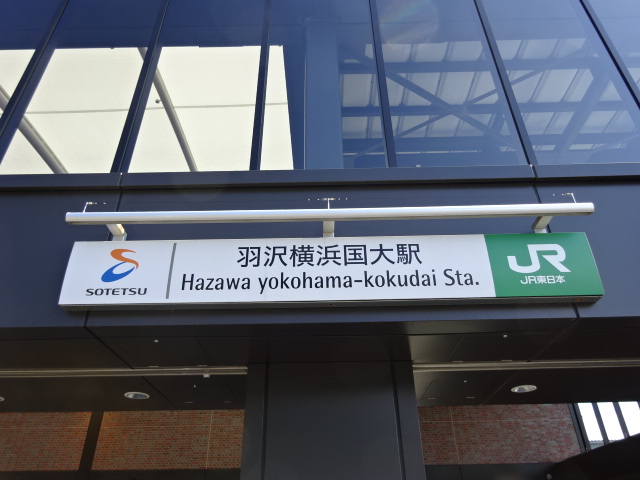 SOTETSU
羽沢横浜国大駅
Hazawa yokohama-kokudai Sta.
JR
JR東日本